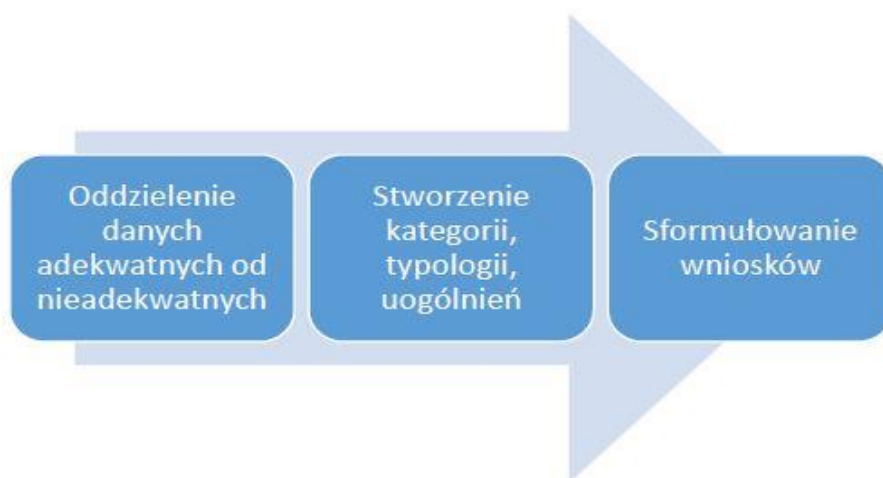 Oddzielenie
danych
adekwatnych od
nieadekwatnych
Stworzenie
kategorii,
typologii,
uogólnień
Sformułowanie
wniosków